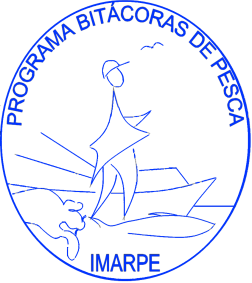 PROGRAMA BITÁCORAS DE PESCA
IMARPE